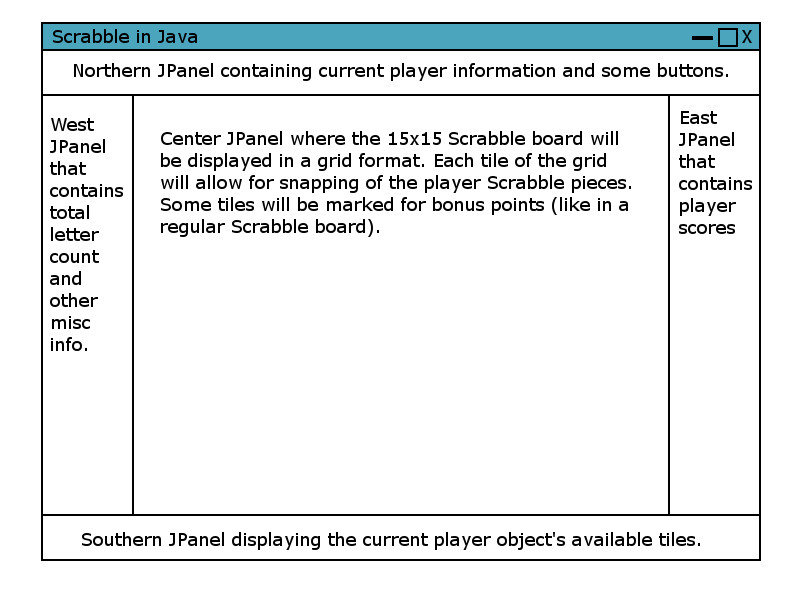 Scrabble in Java
X
Northern JPanel containing current player information and some buttons.
West
JPanel
that
contains
total
letter
count
and
other
misc
info.
Center JPanel where the 15x15 Scrabble board will
be displayed in a grid format. Each tile of the grid
will allow for snapping of the player Scrabble pieces.
Some tiles will be marked for bonus points (like in a
regular Scrabble board).
East
JPanel
that
contains
player
scores
Southern JPanel displaying the current player object's available tiles.